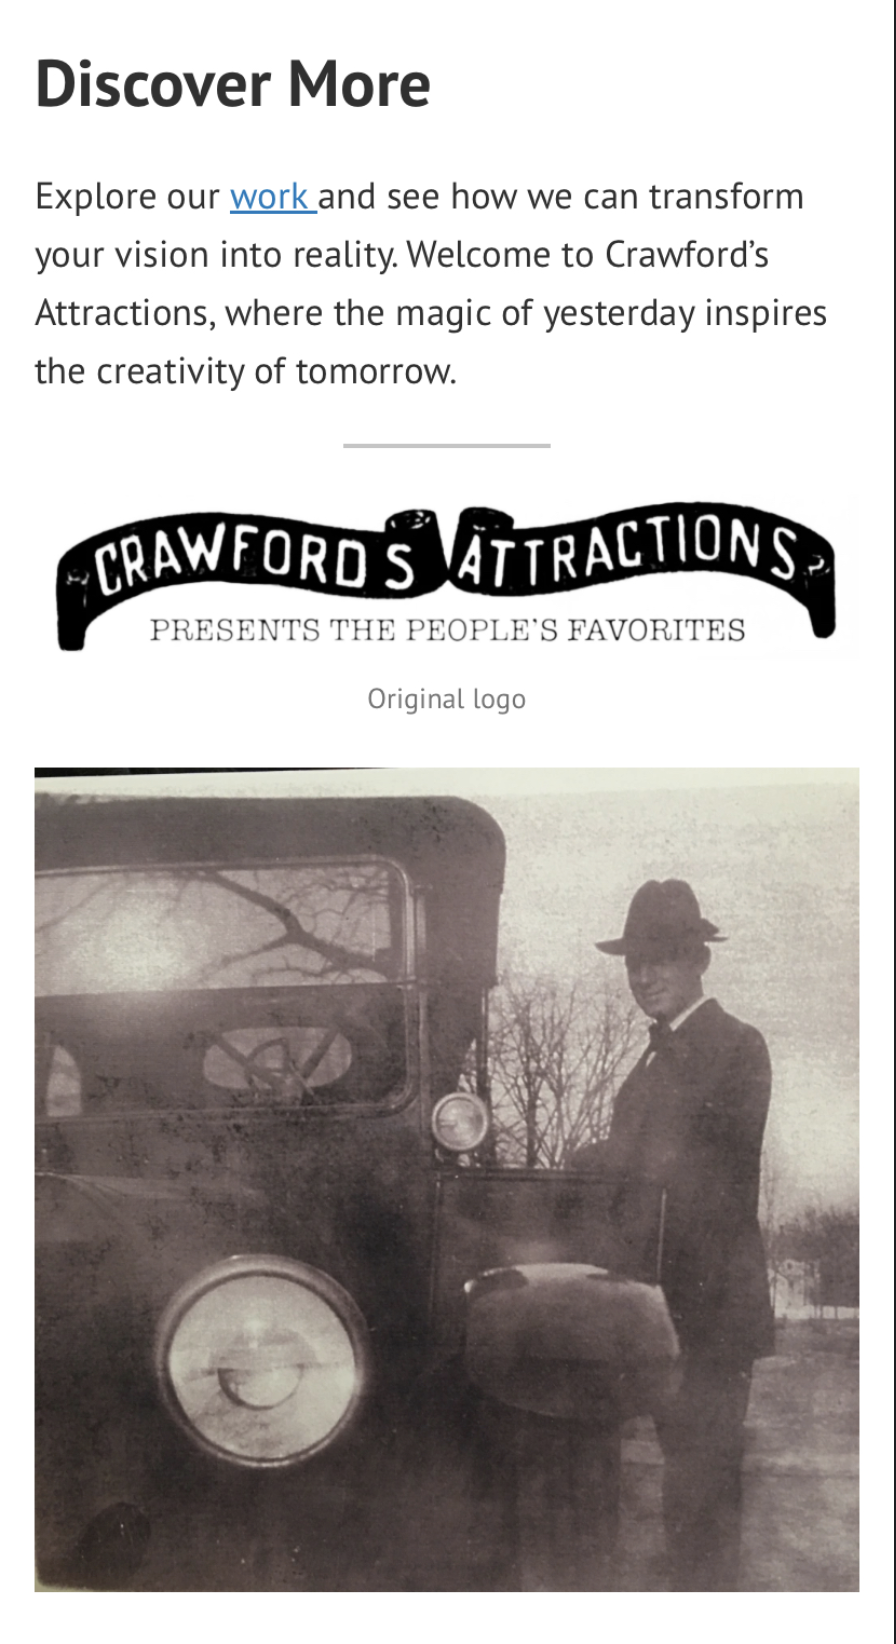 Discover More
Explore our work and see how we can transform
your vision into reality. Welcome to Crawford’s
Attractions, where the magic of yesterday inspires
the creativity of tomorrow.
CRAWFORD S ATTRACTIONS
PRESENTS THE PEOPLE'S FAVORITES
Original logo